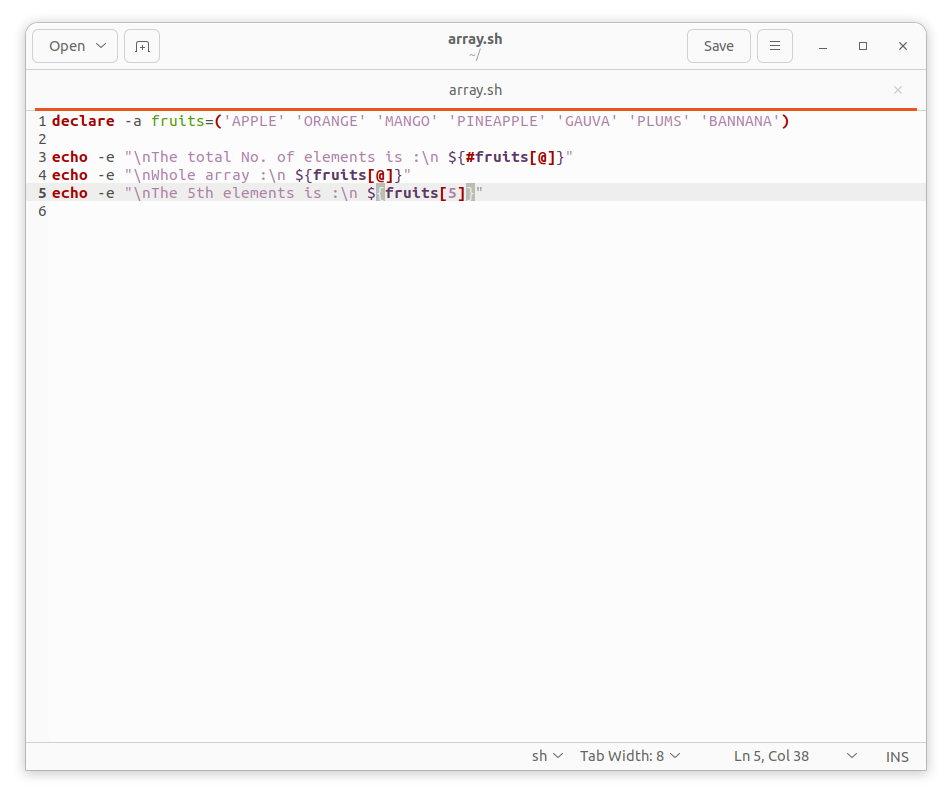 Open
array.sh
~/
Save
array.sh
1 declare -a fruits=('APPLE' 'ORANGE' 'MANGO' 'PINEAPPLE' 'GAUVA' 'PLUMS' 'BANNANA')
2
3 echo -e "\nThe total No. of elements is :\n ${#fruits[@]}"
4 echo -e "\nWhole array :\n ${fruits[@]}"
5 echo -e "\nThe 5th elements is :\n ${fruits[5]}"
6
sh Tab Width: 8 Ln 5, Col 38 INS